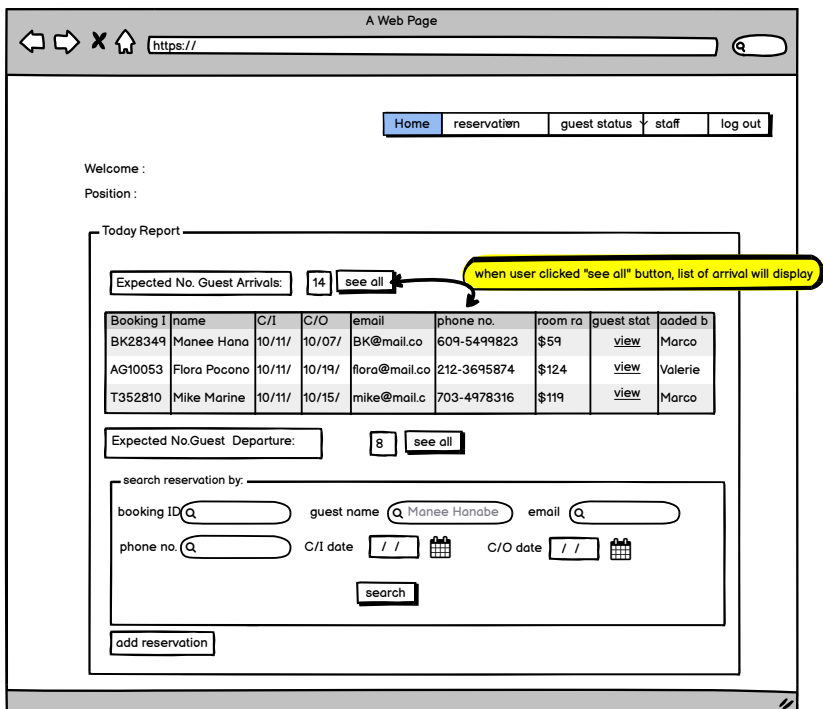 A Web Page
https://
Home reservation guest status staff log out
Welcome :
Position :
Today Report
when user clicked "see all" button, list of arrival will display
Expected No. Guest Arrivals: 14 see all
Booking I name C/I C/O email phone no. room ra guest stat aaded b
BK28349 Manee Hana 10/11/ 10/07/ BK@mail.co 609-5499823 $59 view Marco
AG10053 Flora Pocono 10/11/ 10/19/ flora@mail.co 212-3695874 $124 view Valerie
T352810 Mike Marine 10/11/ 10/15/ mike@mail.c 703-4978316 $119 view Marco
Expected No.Guest Departure: 8 see all
search reservation by:
booking ID guest name Manee Hanabe email
phone no. C/I date / / C/O date / /
search
add reservation